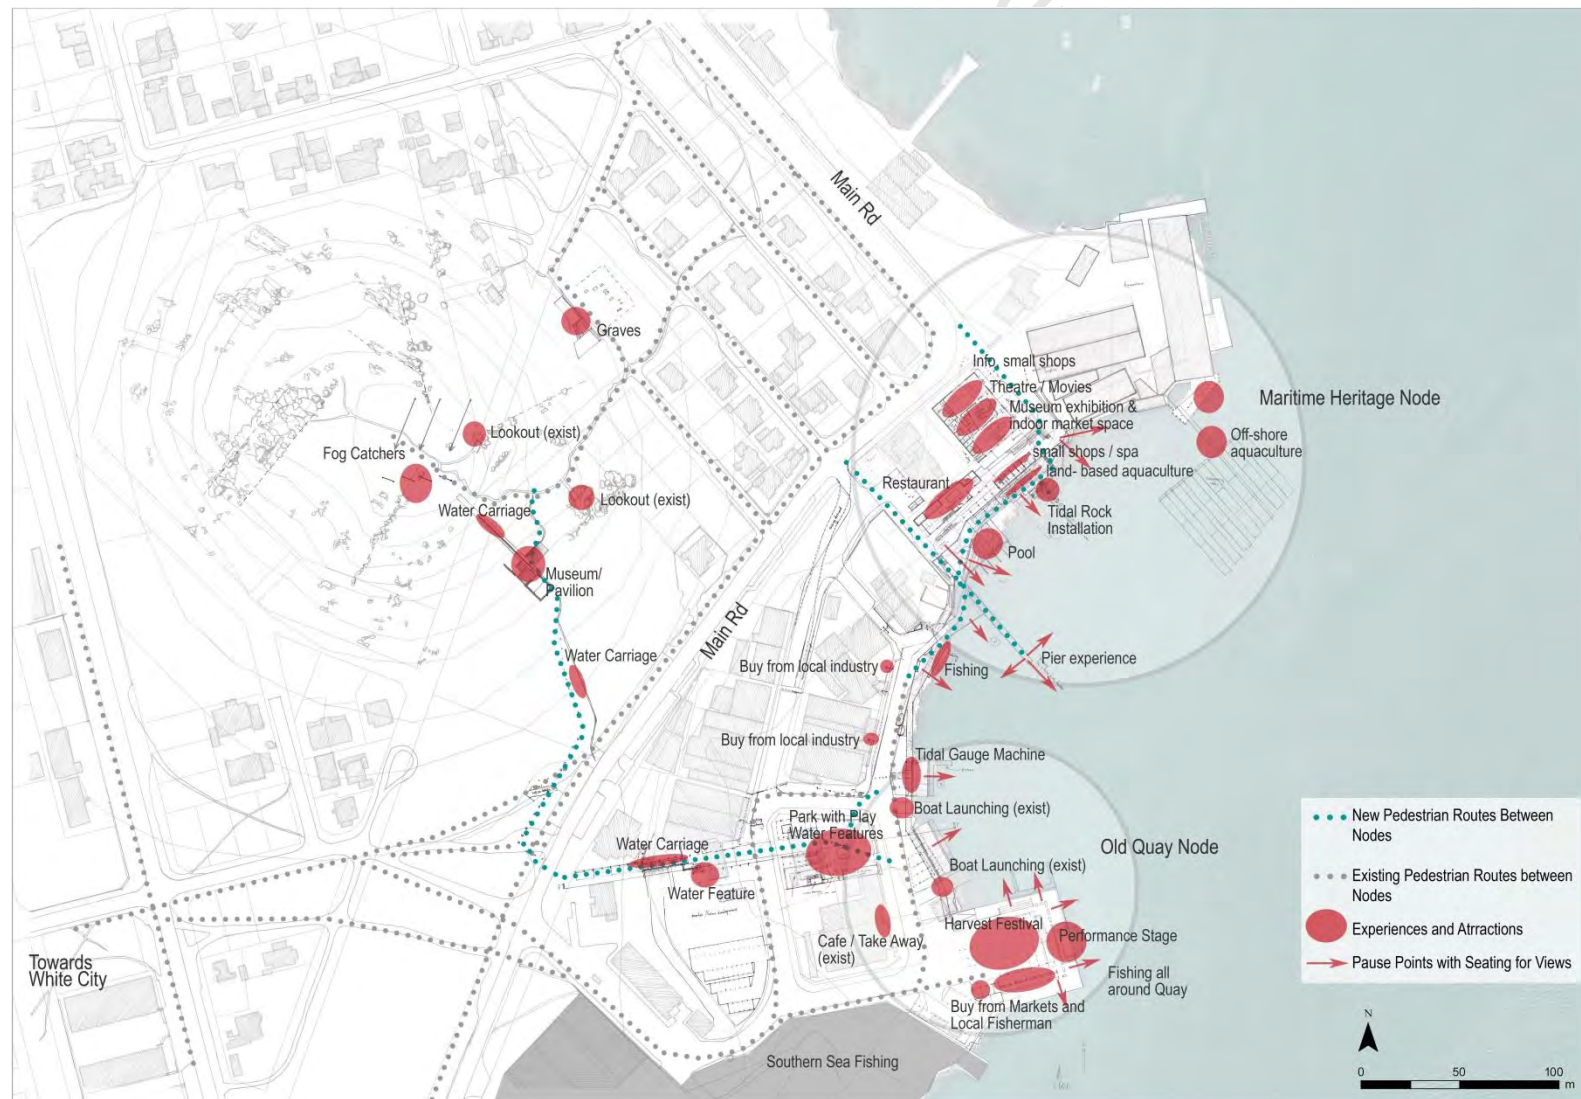 Main Rd
Graves
Info, small shops
Theatre / Movies
Museum exhibition &
indoor market space
Maritime Heritage Node
Off-shore
aquaculture
small shops / spa
land- based aquaculture
Lookout (exist)
Fog Catchers
Restaurant
Lookout (exist)
Water Carriage
Tidal Rock
Installation
Pool
Museum/
Pavilion
Main Rd
Water Carriage
Buy from local industry
Fishing
Pier experience
Buy from local industry
Tidal Gauge Machine
Boat Launching (exist)
Park with Play
Water Features
Water Carriage
Old Quay Node
Boat Launching (exist)
Water Feature
Harvest Festival
Performance Stage
Cafe / Take Away
(exist)
Towards
White City
Fishing all
around Quay
Buy from Markets and
Local Fisherman
Southern Sea Fishing
New Pedestrian Routes Between
Nodes
Existing Pedestrian Routes between
Nodes
Experiences and Atrractions
Pause Points with Seating for Views
N
0 50 100
m